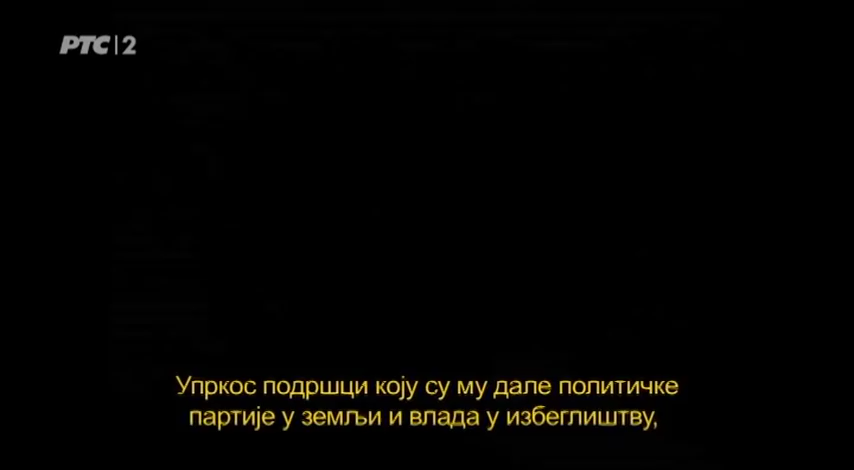 РТС|2
Упркос подршци коју су му дале политичке
партије у земљи и влада у избеглиштву,